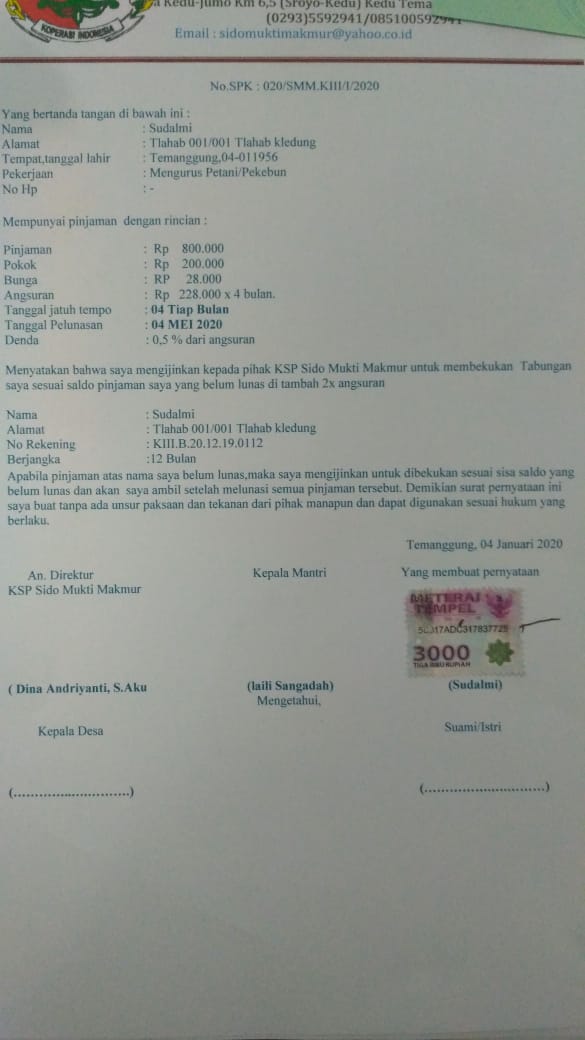 KOPERASI INDONESIA
a Kedu-Jumo Km 6,5 (Sroyo-Kedu) Kedu Tema
(0293)5592941/085100592941
Email : sidomuktimakmur@yahoo.co.id
No.SPK : 020/SMM.KIII/I/2020
Yang bertanda tangan di bawah ini :
Nama : Sudalmi
Alamat : Tlahab 001/001 Tlahab kledung
Tempat,tanggal lahir : Temanggung,04-011956
Pekerjaan : Mengurus Petani/Pekebun
No Hp : -
Mempunyai pinjaman dengan rincian :
Pinjaman : Rp 800.000
Pokok : Rp 200.000
Bunga : RP 28.000
Angsuran : Rp 228.000 x 4 bulan.
Tanggal jatuh tempo : 04 Tiap Bulan
Tanggal Pelunasan : 04 MEI 2020
Denda : 0,5 % dari angsuran
Menyatakan bahwa saya mengijinkan kepada pihak KSP Sido Mukti Makmur untuk membekukan Tabungan
saya sesuai saldo pinjaman saya yang belum lunas di tambah 2x angsuran
Nama : Sudalmi
Alamat : Tlahab 001/001 Tlahab kledung
No Rekening : KIII.B.20.12.19.0112
Berjangka :12 Bulan
Apabila pinjaman atas nama saya belum lunas,maka saya mengijinkan untuk dibekukan sesuai sisa saldo yang
belum lunas dan akan saya ambil setelah melunasi semua pinjaman tersebut. Demikian surat pernyataan ini
saya buat tanpa ada unsur paksaan dan tekanan dari pihak manapun dan dapat digunakan sesuai hukum yang
berlaku.
Temanggung, 04 Januari 2020
An. Direktur Kepala Mantri Yang membuat pernyataan
KSP Sido Mukti Makmur
METERAI
TEMPEL
3000
TIGA RIBU RUPIAH
( Dina Andriyanti, S.Aku (laili Sangadah) (Sudalmi)
Mengetahui,
Kepala Desa Suami/Istri
(............................) (............................)